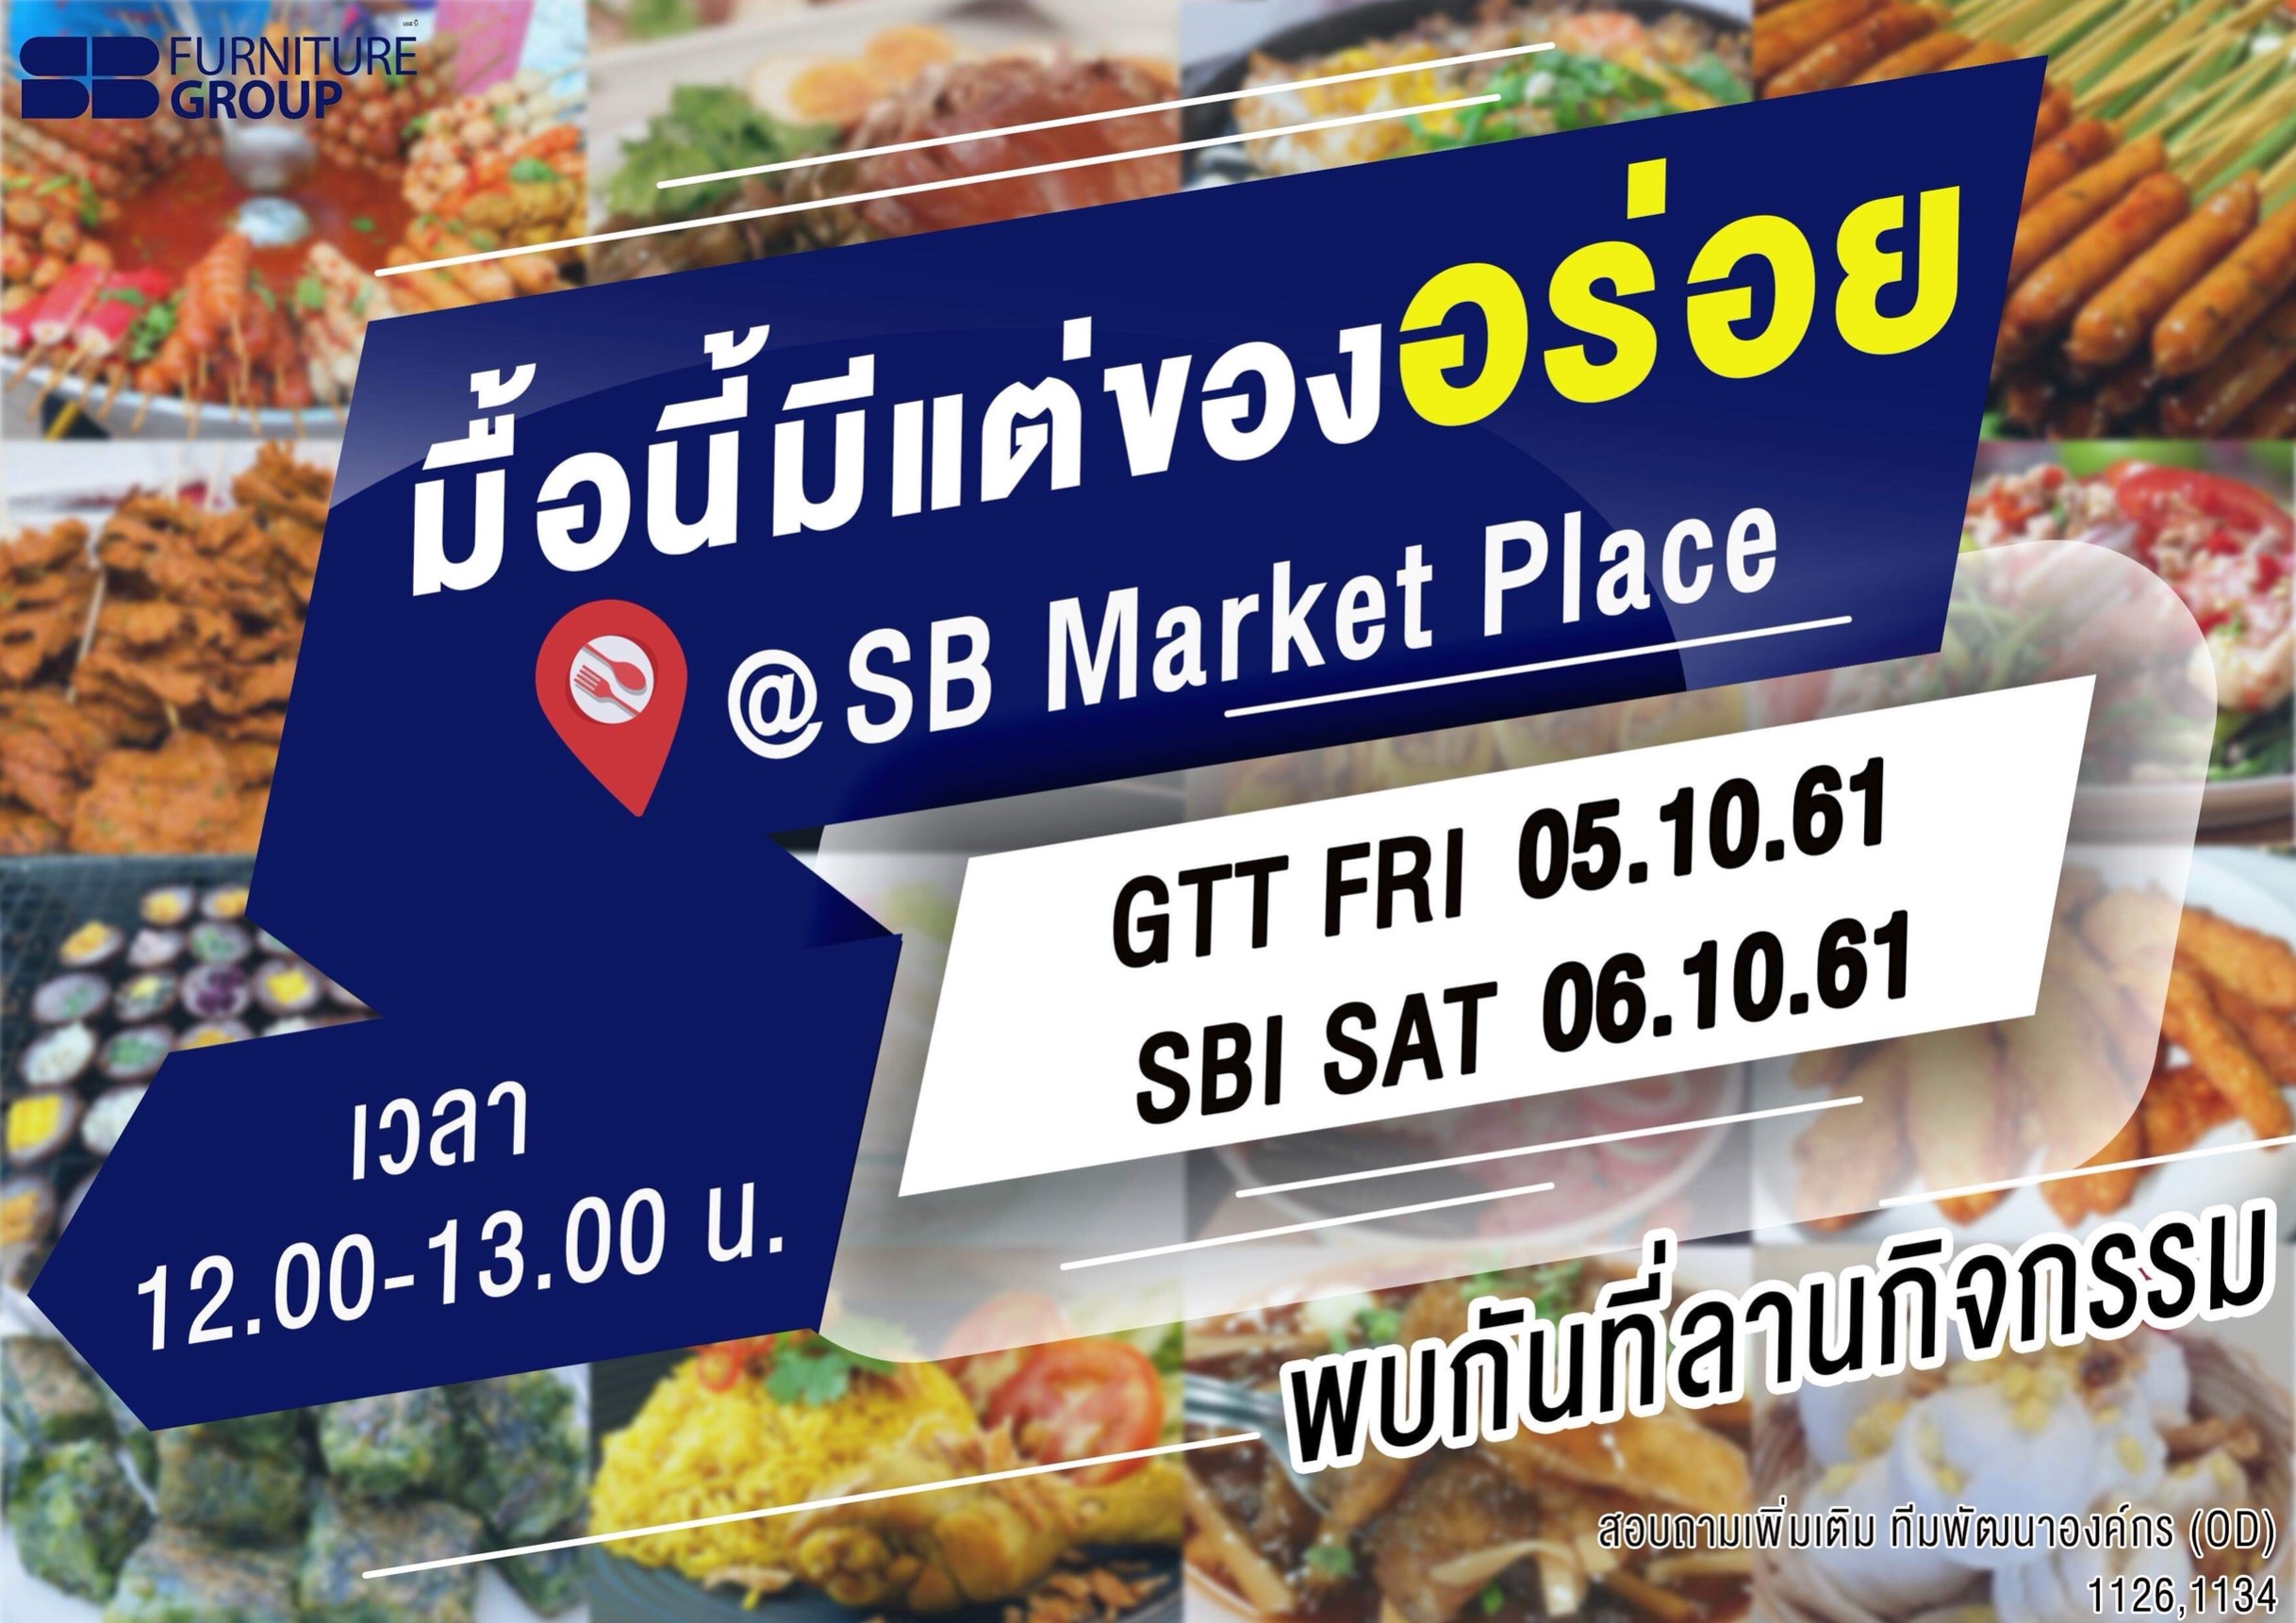 SB FURNITURE
GROUP
มื้อนี้มีแต่ของอร่อย
@SB Market Place
GTT FRI 05.10.61
SBI SAT 06.10.61
เวลา
12.00-13.00 น.
พบกันที่ลานกิจกรรม
สอบถามเพิ่มเติม ทีมพัฒนาองค์กร (OD)
1126,1134